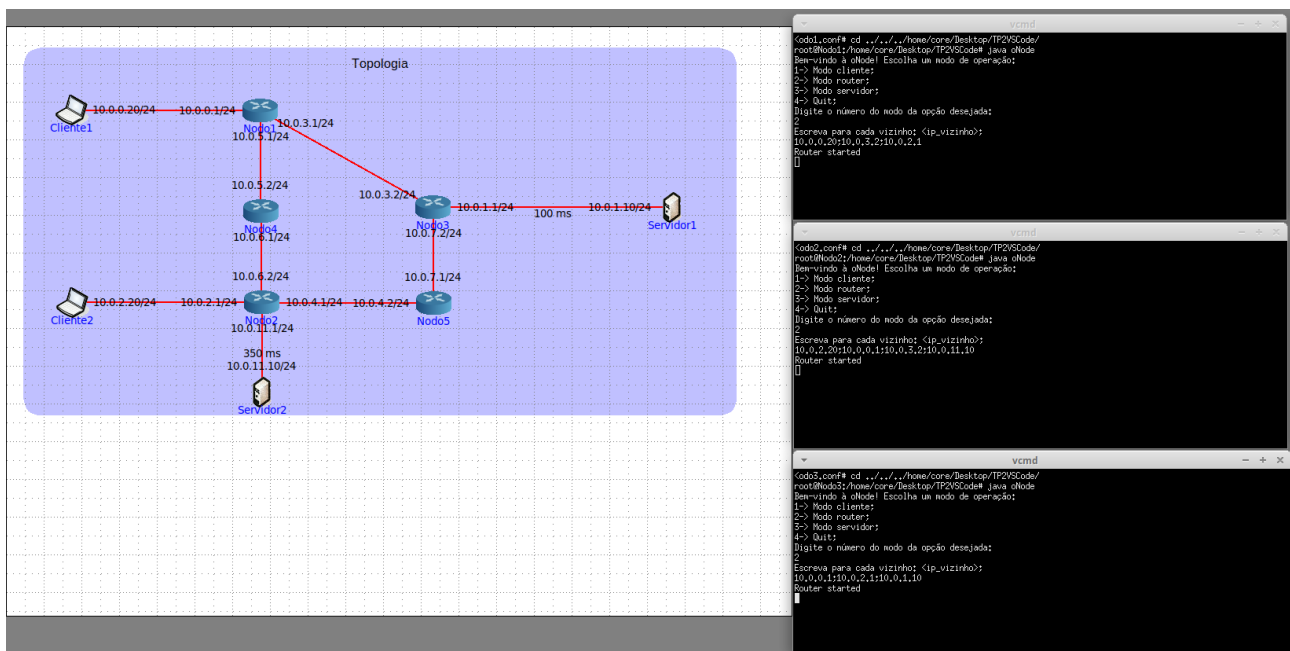 Topologia
10.0.0.20/24
10.0.0.1/24
Cliente1
Nodo1
10.0.3.1/24
10.0.5.1/24
10.0.5.2/24
10.0.3.2/24
Nodo4
10.0.6.1/24
10.0.1.1/24
100 ms
10.0.1.10/24
Nodo3
Servidor1
10.0.7.2/24
10.0.6.2/24
10.0.7.1/24
10.0.2.20/24
10.0.2.1/24
10.0.4.1/24
10.0.4.2/24
Cliente2
Nodo2
Nodo5
10.0.11.1/24
350 ms
10.0.11.10/24
Servidor2
vcmd
<odo1.conf# cd ../../../home/core/Desktop/TP2VSCode/
root@Nodo1:/home/core/Desktop/TP2VSCode# java oNode
Bem-vindo à oNode! Escolha um modo de operação:
1-> Modo cliente;
2-> Modo router;
3-> Modo servidor;
4-> Quit;
Digite o número do modo da opção desejada:
2
Escreva para cada vizinho: <ip_vizinho>;
10.0.0.20;10.0.3.2;10.0.2.1
Router started
vcmd
<odo2.conf# cd ../../../home/core/Desktop/TP2VSCode/
root@Nodo2:/home/core/Desktop/TP2VSCode# java oNode
Bem-vindo à oNode! Escolha um modo de operação:
1-> Modo cliente;
2-> Modo router;
3-> Modo servidor;
4-> Quit;
Digite o número do modo da opção desejada:
2
Escreva para cada vizinho: <ip_vizinho>;
10.0.2.20;10.0.0.1;10.0.3.2;10.0.11.10
Router started
vcmd
<odo3.conf# cd ../../../home/core/Desktop/TP2VSCode/
root@Nodo3:/home/core/Desktop/TP2VSCode# java oNode
Bem-vindo à oNode! Escolha um modo de operação:
1-> Modo cliente;
2-> Modo router;
3-> Modo servidor;
4-> Quit;
Digite o número do modo da opção desejada:
2
Escreva para cada vizinho: <ip_vizinho>;
10.0.0.1;10.0.2.1;10.0.1.10
Router started